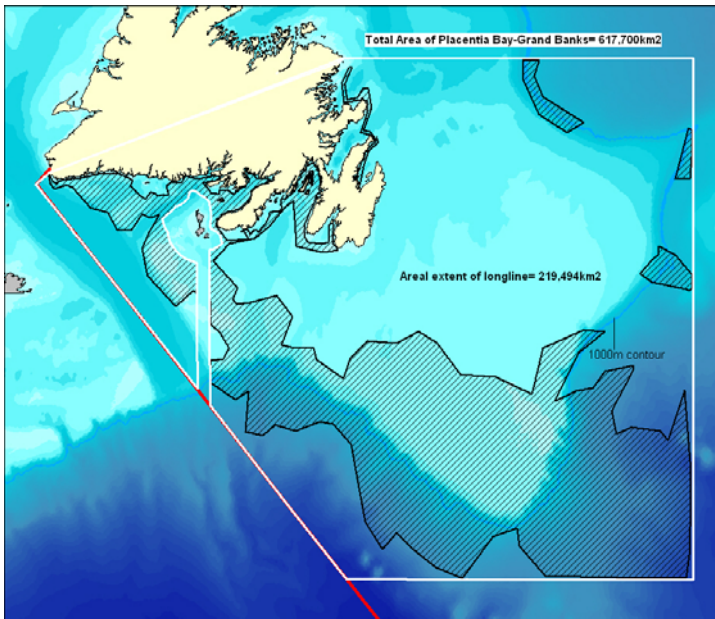 Total Area of Placentia Bay-Grand Banks= 617,700km2
Areal extent of longline= 219,494km2
1000m contour